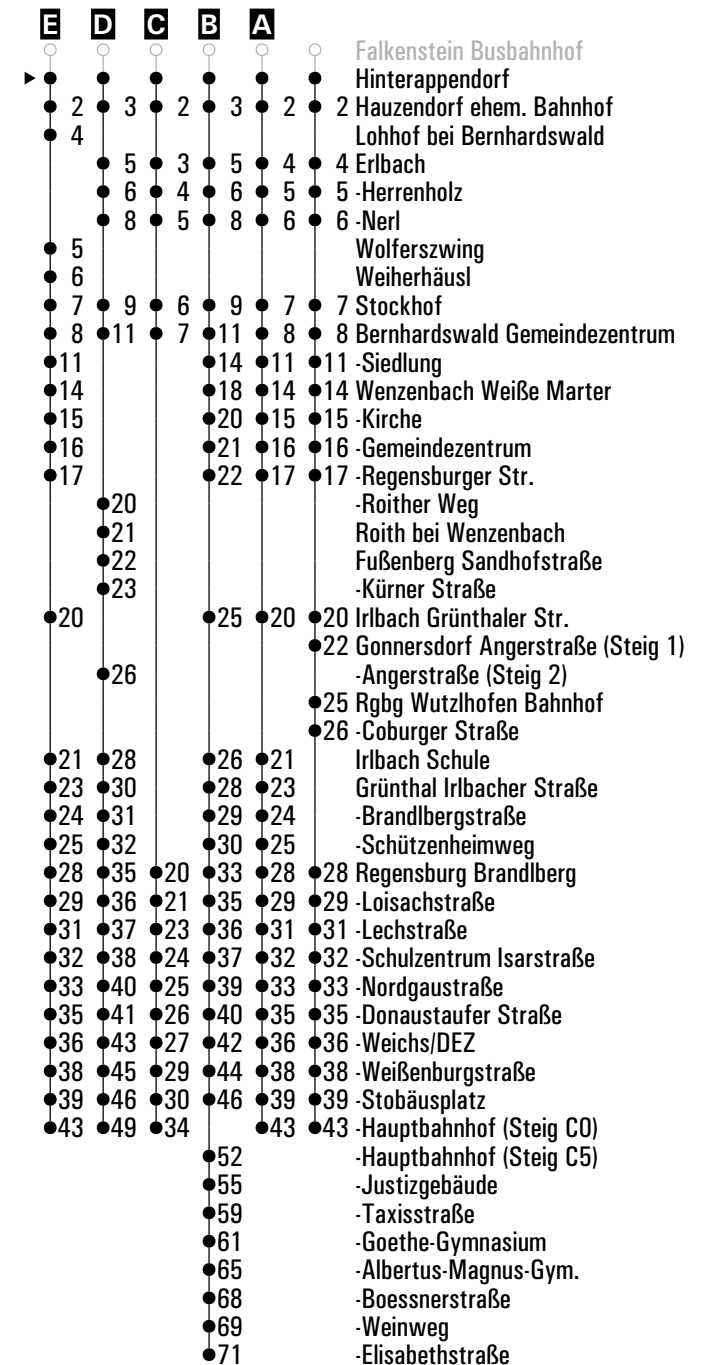 E D C B A
Falkenstein Busbahnhof
Hinterappendorf
2 3 2 3 2 2 Hauzendorf ehem. Bahnhof
4 Lohhof bei Bernhardswald
5 3 5 4 4 Erlbach
6 4 6 5 5 -Herrenholz
8 5 8 6 6 -Nerl
5 Wolferszwing
6 Weiherhäusl
7 9 6 9 7 7 Stockhof
8 11 7 11 8 8 Bernhardswald Gemeindezentrum
11 14 11 11 -Siedlung
14 18 14 14 Wenzenbach Weiße Marter
15 20 15 15 -Kirche
16 21 16 16 -Gemeindezentrum
17 22 17 17 -Regensburger Str.
20 -Roither Weg
21 Roith bei Wenzenbach
22 Fußenberg Sandhofstraße
23 -Kürner Straße
20 25 20 20 Irlbach Grünthaler Str.
22 Gonnersdorf Angerstraße (Steig 1)
26 -Angerstraße (Steig 2)
25 Rgbg Wutzlhofen Bahnhof
26 -Coburger Straße
21 28 26 21 Irlbach Schule
23 30 28 23 Grünthal Irlbacher Straße
24 31 29 24 -Brandlbergstraße
25 32 30 25 -Schützenheimweg
28 35 20 33 28 28 Regensburg Brandlberg
29 36 21 35 29 29 -Loisachstraße
31 37 23 36 31 31 -Lechstraße
32 38 24 37 32 32 -Schulzentrum Isarstraße
33 40 25 39 33 33 -Nordgaustraße
35 41 26 40 35 35 -Donaustaufer Straße
36 43 27 42 36 36 -Weichs/DEZ
38 45 29 44 38 38 -Weißenburgstraße
39 46 30 46 39 39 -Stobäusplatz
43 49 34 43 43 -Hauptbahnhof (Steig C0)
52 -Hauptbahnhof (Steig C5)
55 -Justizgebäude
59 -Taxisstraße
61 -Goethe-Gymnasium
65 -Albertus-Magnus-Gym.
68 -Boessnerstraße
69 -Weinweg
71 -Elisabethstraße